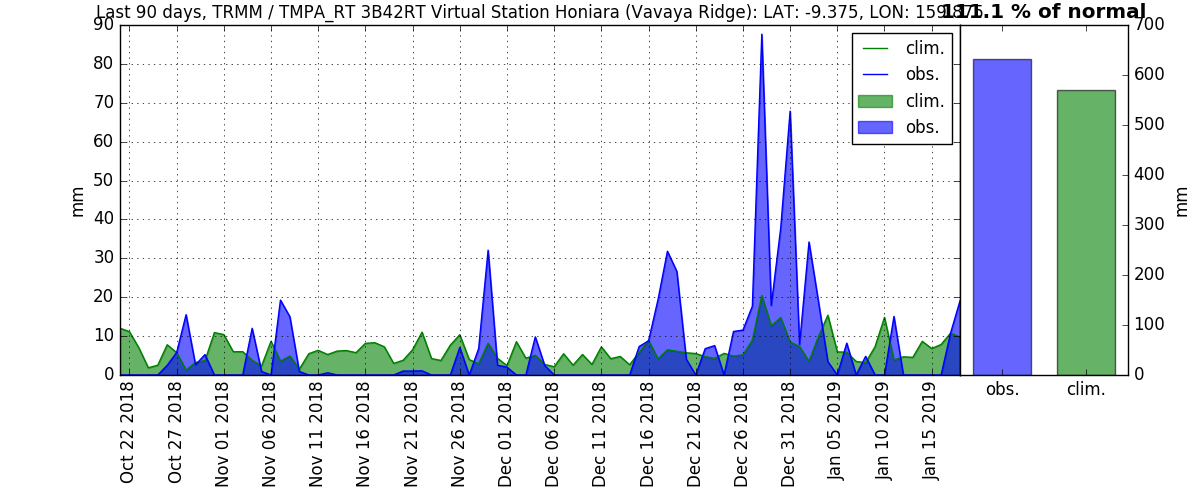 Last 90 days, TRMM / TMPA_RT 3B42RT Virtual Station Honiara (Vavaya Ridge): LAT: -9.375, LON: 159.875
111.1 % of normal
90
80
70
60
50
40
30
20
10
0
mm
clim.
obs.
clim.
obs.
700
600
500
400
300
200
100
0
mm
obs.
clim.
Oct 22 2018
Oct 27 2018
Nov 01 2018
Nov 06 2018
Nov 11 2018
Nov 16 2018
Nov 21 2018
Nov 26 2018
Dec 01 2018
Dec 06 2018
Dec 11 2018
Dec 16 2018
Dec 21 2018
Dec 26 2018
Dec 31 2018
Jan 05 2019
Jan 10 2019
Jan 15 2019